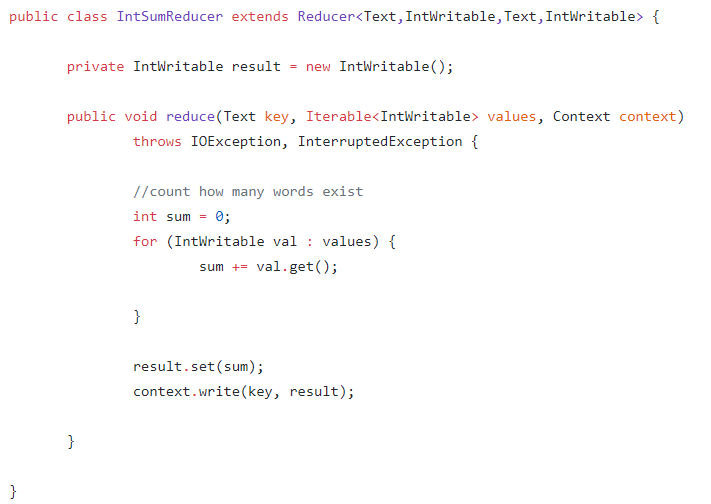 public class IntSumReducer extends Reducer<Text,IntWritable,Text,IntWritable> {
private IntWritable result = new IntWritable();
public void reduce(Text key, Iterable<IntWritable> values, Context context)
throws IOException, InterruptedException {
//count how many words exist
int sum = 0;
for (IntWritable val : values) {
sum += val.get();
}
result.set(sum);
context.write(key, result);
}
}